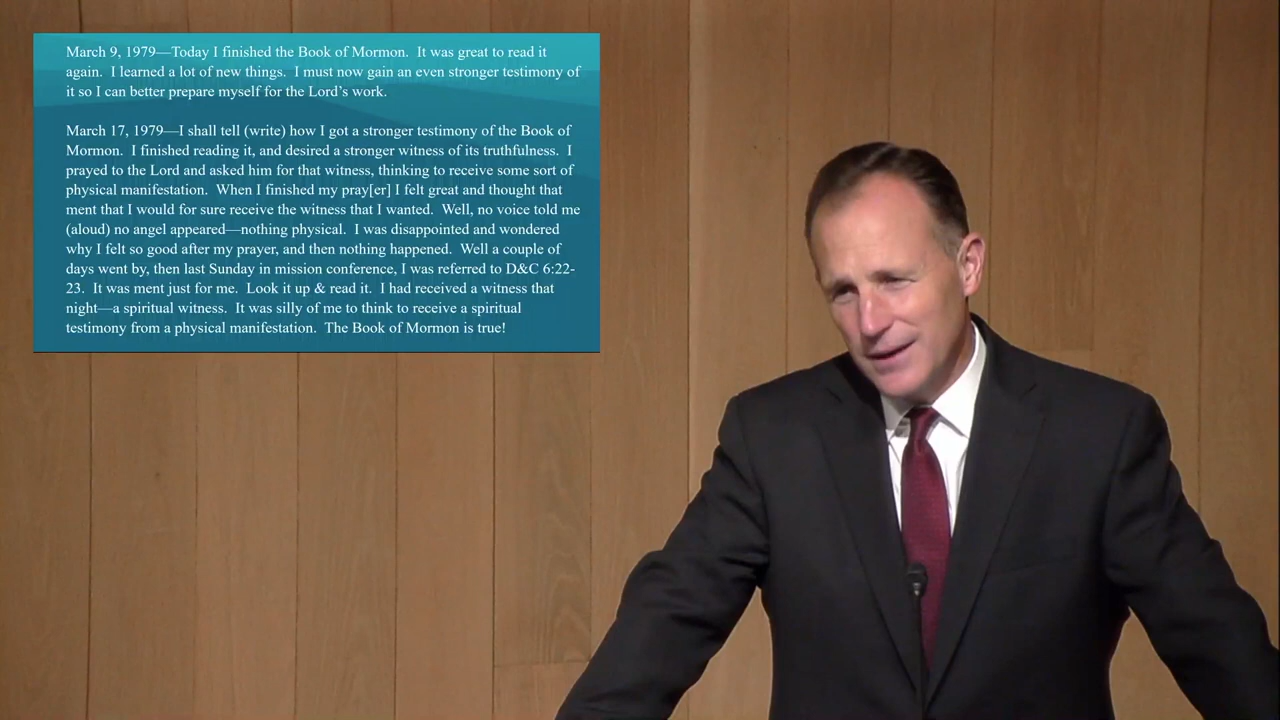 March 9, 1979—Today I finished the Book of Mormon.  It was great to read it
again.  I learned a lot of new things.  I must now gain an even stronger testimony of
it so I can better prepare myself for the Lord’s work.
March 17, 1979—I shall tell (write) how I got a stronger testimony of the Book of
Mormon.  I finished reading it, and desired a stronger witness of its truthfulness.  I
prayed to the Lord and asked him for that witness, thinking to receive some sort of
physical manifestation.  When I finished my pray[er] I felt great and thought that
ment that I would for sure receive the witness that I wanted.  Well, no voice told me
(aloud) no angel appeared—nothing physical.  I was disappointed and wondered
why I felt so good after my prayer, and then nothing happened.  Well a couple of
days went by, then last Sunday in mission conference, I was referred to D&C 6:22-
23.  It was ment just for me.  Look it up & read it.  I had received a witness that
night—a spiritual witness.  It was silly of me to think to receive a spiritual
testimony from a physical manifestation.  The Book of Mormon is true!